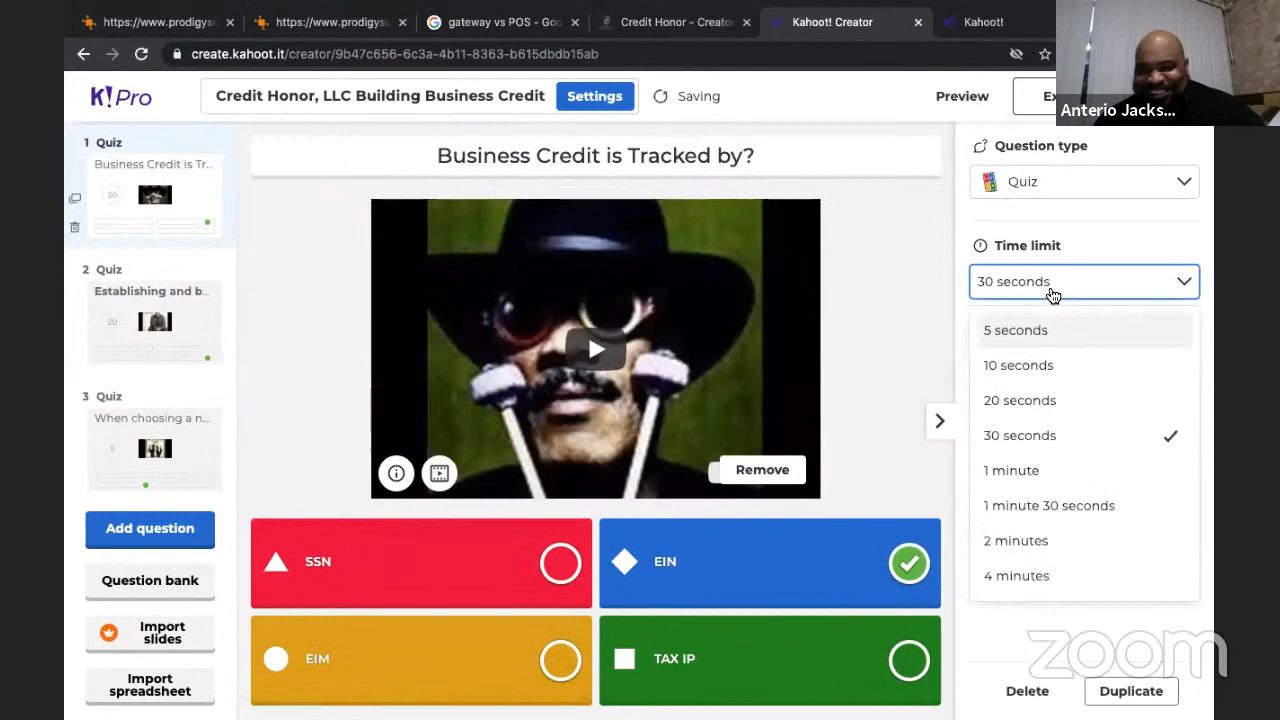 https://www.prodigysu
https://www.prodigysu
gateway vs POS - Goo
Credit Honor - Creator
Kahoot! Creator
Kahoot!
create.kahoot.it/creator/9b47c656-6c3a-4b11-8363-b615dbdb15ab
K!Pro
Credit Honor, LLC Building Business Credit
Settings
Saving
Preview
Ex
Anterio Jacks...
1 Quiz
Business Credit is Tr...
30
2 Quiz
Establishing and b...
20
3 Quiz
When choosing a n...
5
Add question
Question bank
Import
slides
Import
spreadsheet
Business Credit is Tracked by?
Remove
SSN
EIN
EIM
TAX IP
Question type
Quiz
Time limit
30 seconds
5 seconds
10 seconds
20 seconds
30 seconds
1 minute
1 minute 30 seconds
2 minutes
4 minutes
zoom
Delete
Duplicate